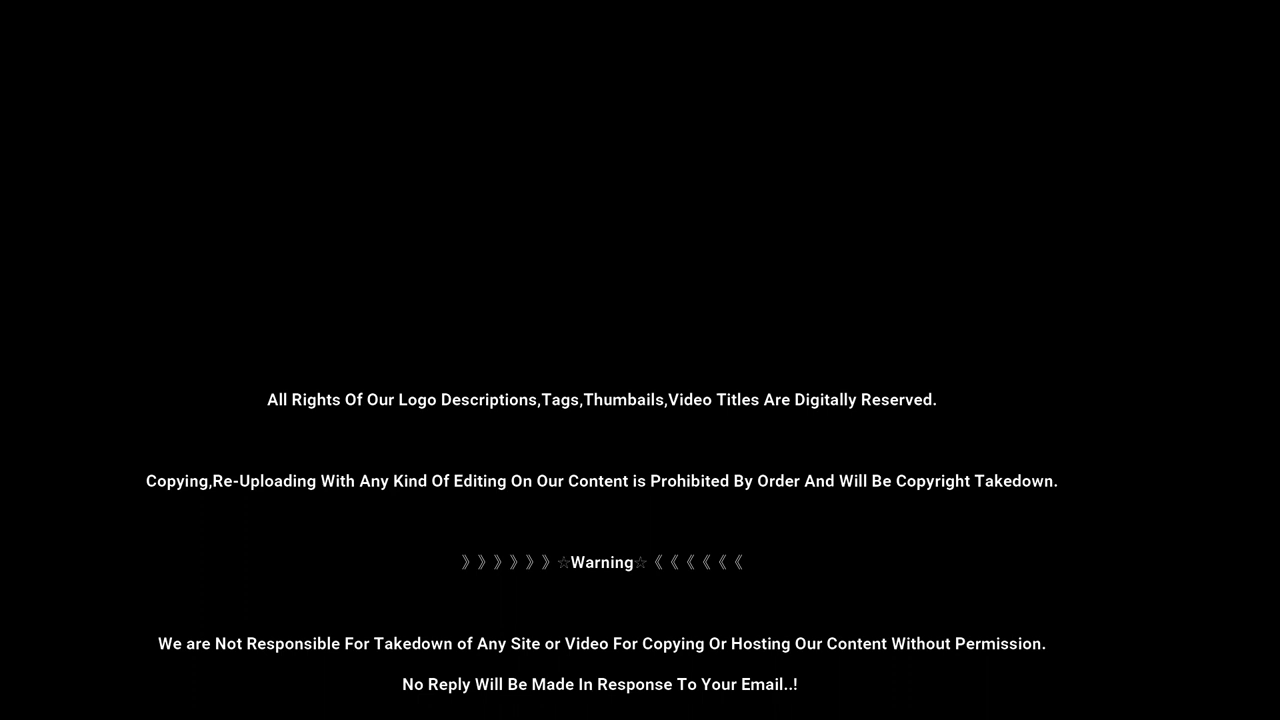 All Rights Of Our Logo Descriptions,Tags,Thumbails,Video Titles Are Digitally Reserved.
Copying,Re-Uploading With Any Kind Of Editing On Our Content is Prohibited By Order And Will Be Copyright Takedown.
》》》》》》☆Warning☆《《《《《《
We are Not Responsible For Takedown of Any Site or Video For Copying Or Hosting Our Content Without Permission.
No Reply Will Be Made In Response To Your Email..!